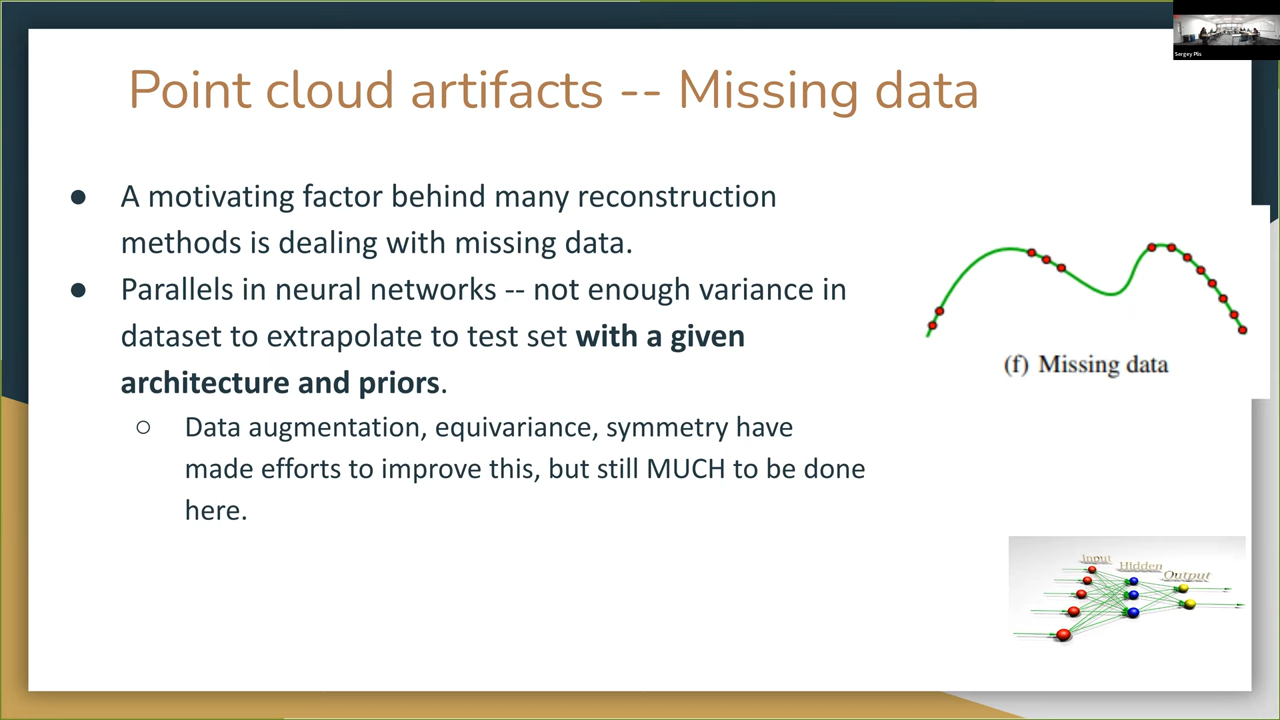 Sergey Plis
Point cloud artifacts -- Missing data
● A motivating factor behind many reconstruction
methods is dealing with missing data.
● Parallels in neural networks -- not enough variance in
dataset to extrapolate to test set with a given
architecture and priors.
○ Data augmentation, equivariance, symmetry have
made efforts to improve this, but still MUCH to be done
here.
(f) Missing data
Input
Hidden
Output